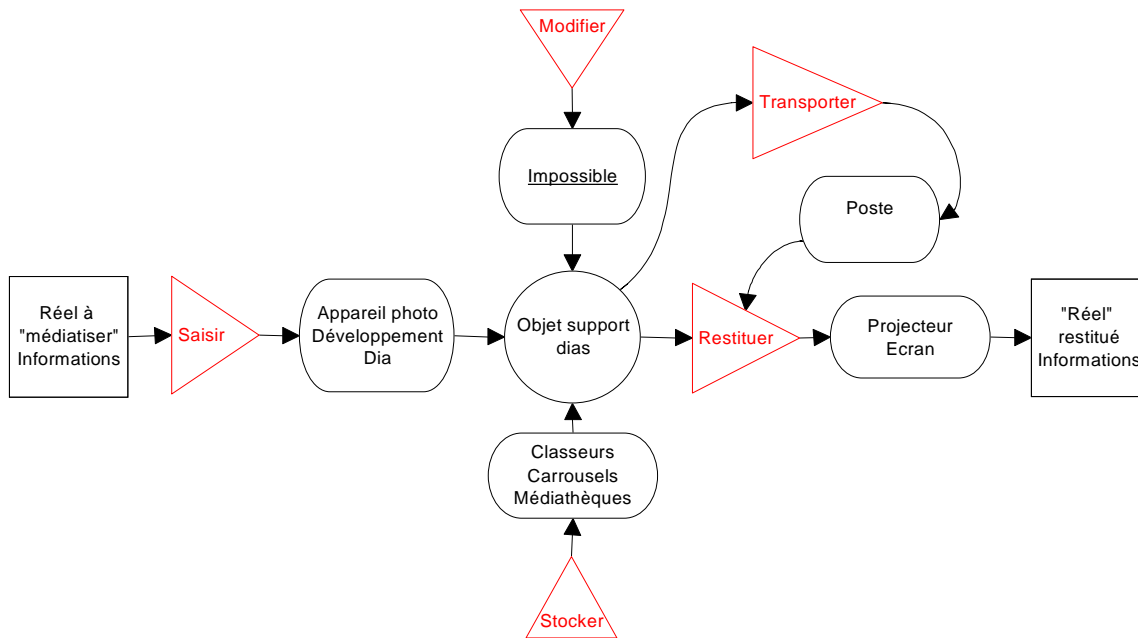 Modifier
Transporter
Impossible
Poste
Réel à
"médiatiser"
Informations
Saisir
Appareil photo
Développement
Dia
Objet support
dias
Restituer
Projecteur
Ecran
"Réel"
restitué
Informations
Classeurs
Carrousels
Médiathèques
Stocker